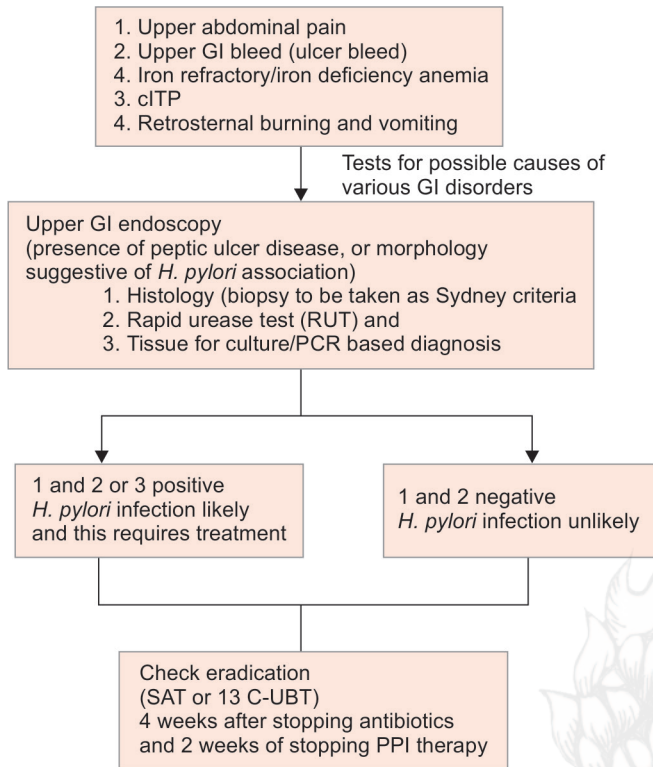 1. Upper abdominal pain
2. Upper GI bleed (ulcer bleed)
4. Iron refractory/iron deficiency anemia
3. cITP
4. Retrosternal burning and vomiting
Tests for possible causes of
various GI disorders
Upper GI endoscopy
(presence of peptic ulcer disease, or morphology
suggestive of H. pylori association)
1. Histology (biopsy to be taken as Sydney criteria
2. Rapid urease test (RUT) and
3. Tissue for culture/PCR based diagnosis
1 and 2 or 3 positive
H. pylori infection likely
and this requires treatment
1 and 2 negative
H. pylori infection unlikely
Check eradication
(SAT or 13 C-UBT)
4 weeks after stopping antibiotics
and 2 weeks of stopping PPI therapy